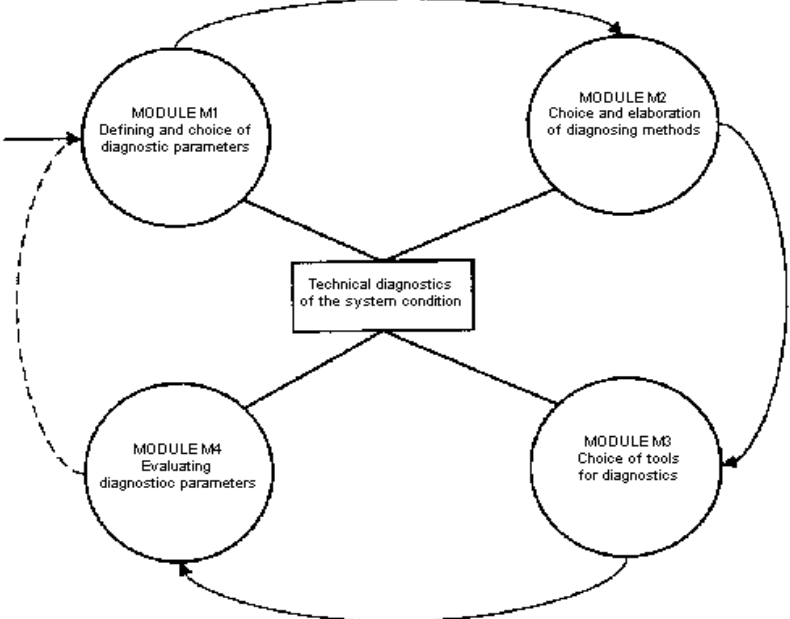 MODULE M1
Defining and choice of
diagnostic parameters
MODULE M2
Choice and elaboration
of diagnosing methods
Technical diagnostics
of the system condition
MODULE M4
Evaluating
diagnostioc parameters
MODULE M3
Choice of tools
for diagnostics